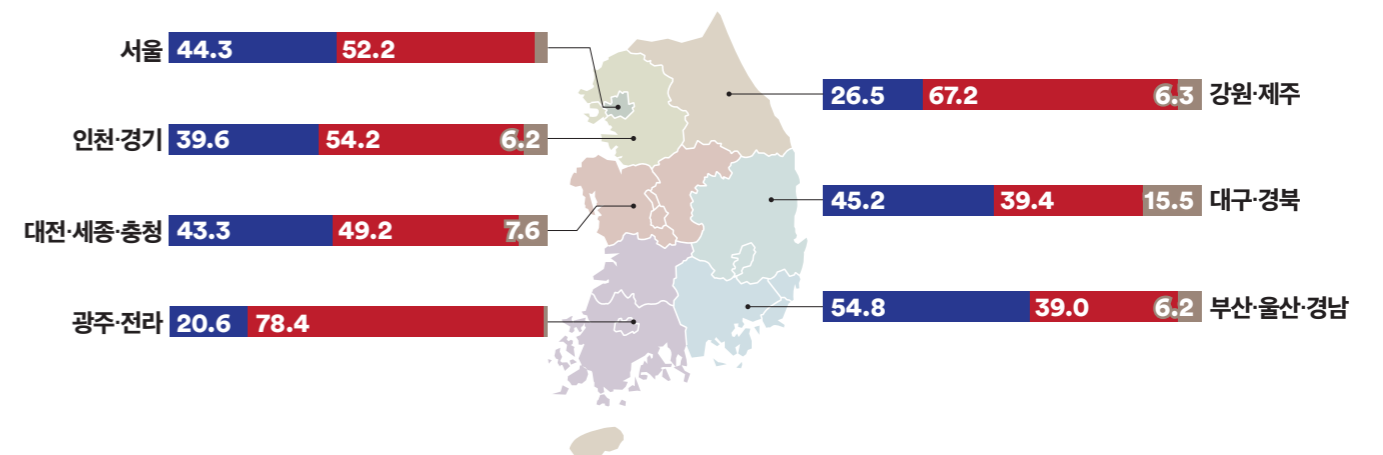 서울 44.3 52.2
인천·경기 39.6 54.2 6.2
대전·세종·충청 43.3 49.2 7.6
광주·전라 20.6 78.4
26.5 67.2 6.3 강원·제주
45.2 39.4 15.5 대구·경북
54.8 39.0 6.2 부산·울산·경남